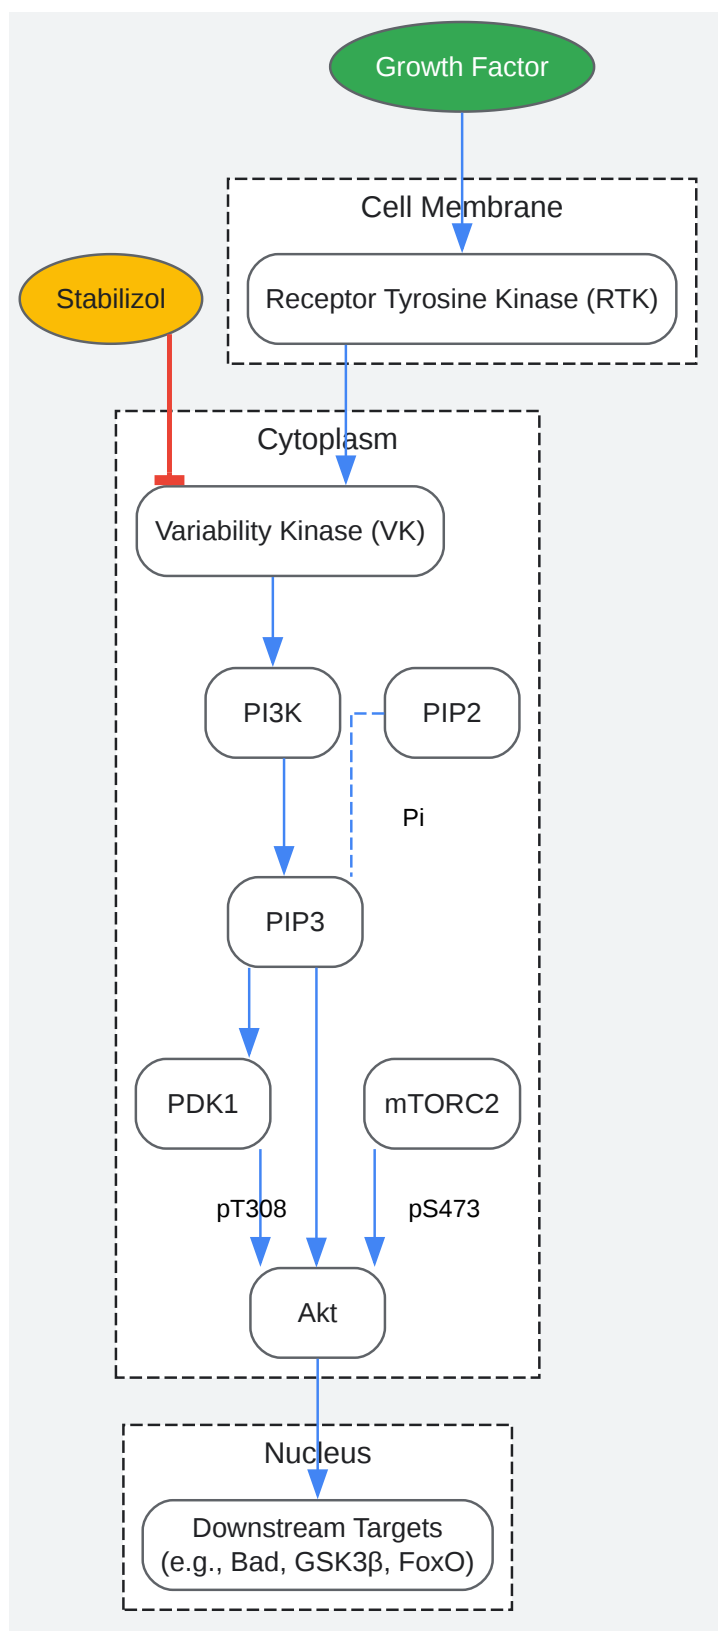 Growth Factor
Cell Membrane
Stabilizol
Receptor Tyrosine Kinase (RTK)
Cytoplasm
Variability Kinase (VK)
PI3K
PIP2
Pi
PIP3
PDK1
mTORC2
pT308
pS473
Akt
Nucleus
Downstream Targets
(e.g., Bad, GSK3β, FoxO)